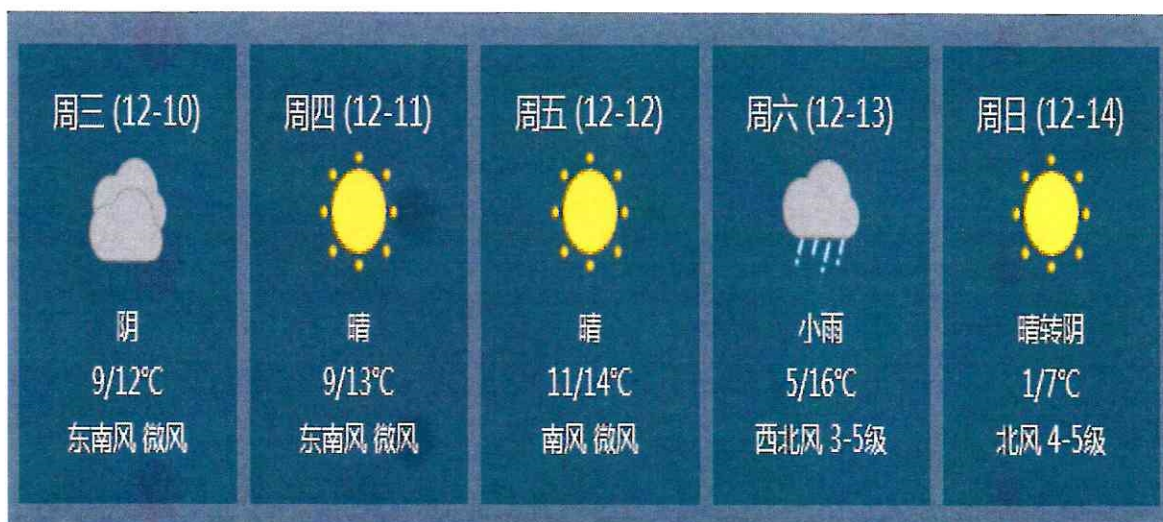 周三 (12-10)
阴
9/12℃
东南风 微风
周四 (12-11)
晴
9/13℃
东南风 微风
周五 (12-12)
晴
11/14℃
南风 微风
周六 (12-13)
小雨
5/16℃
西北风 3-5级
周日 (12-14)
晴转阴
1/7℃
北风 4-5级